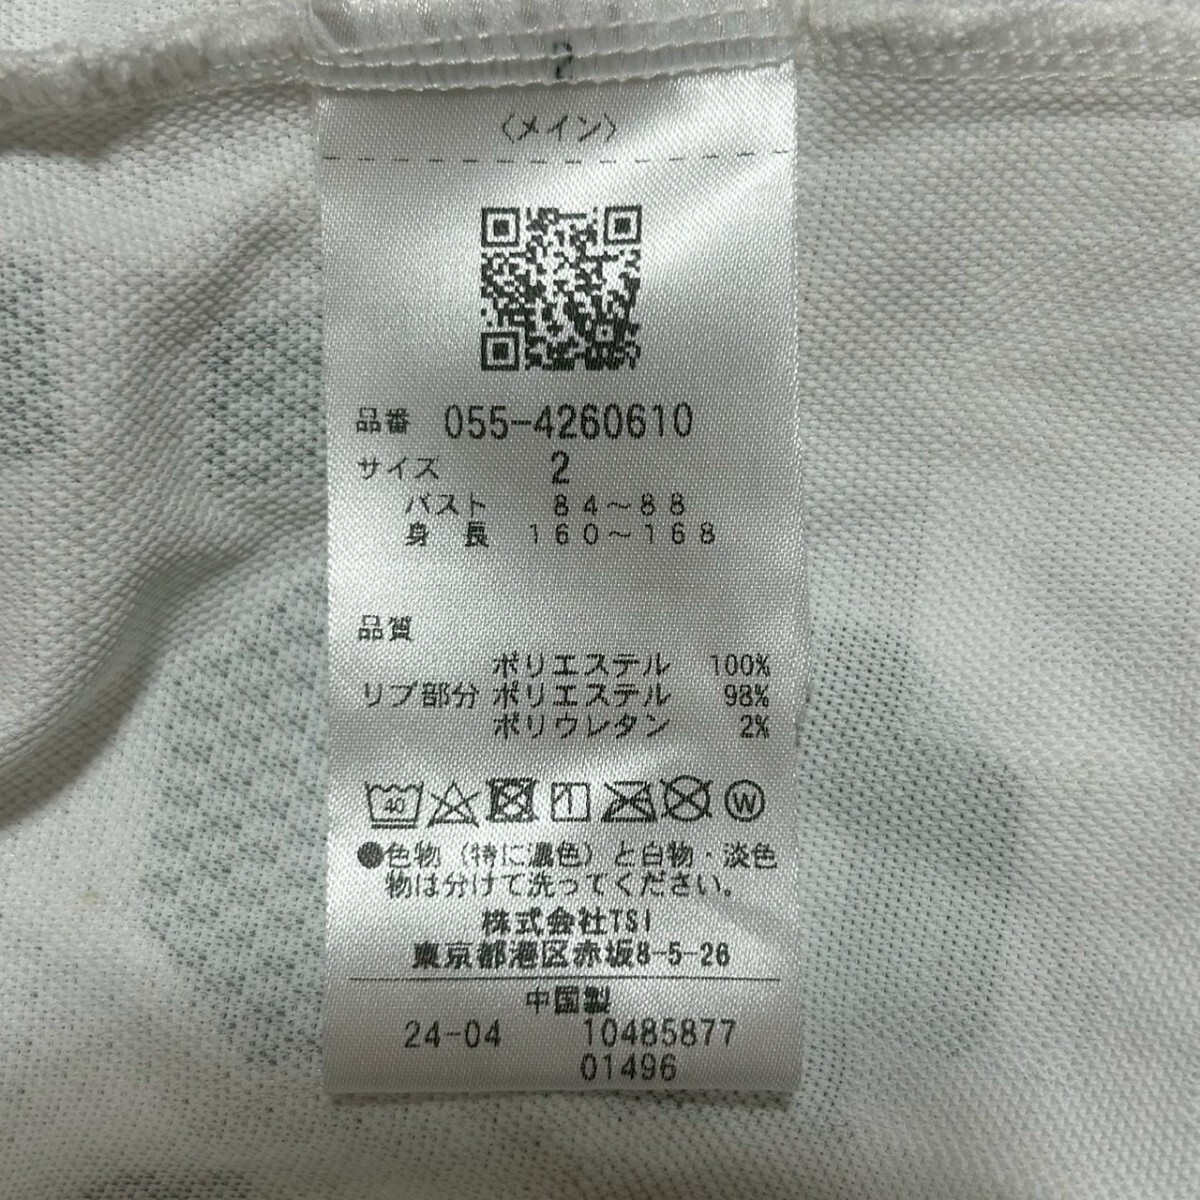 2
〈メイン〉
品番 055-4260610
サイズ 2
バスト 84〜88
身長 160〜168
品質
ポリエステル 100%
リブ部分 ポリエステル 98%
ポリウレタン 2%
40 W
●色物（特に濃色）と白物・淡色
物は分けて洗ってください。
株式会社TSI
東京都港区赤坂8-5-26
中国製
24-04 10485877
01496